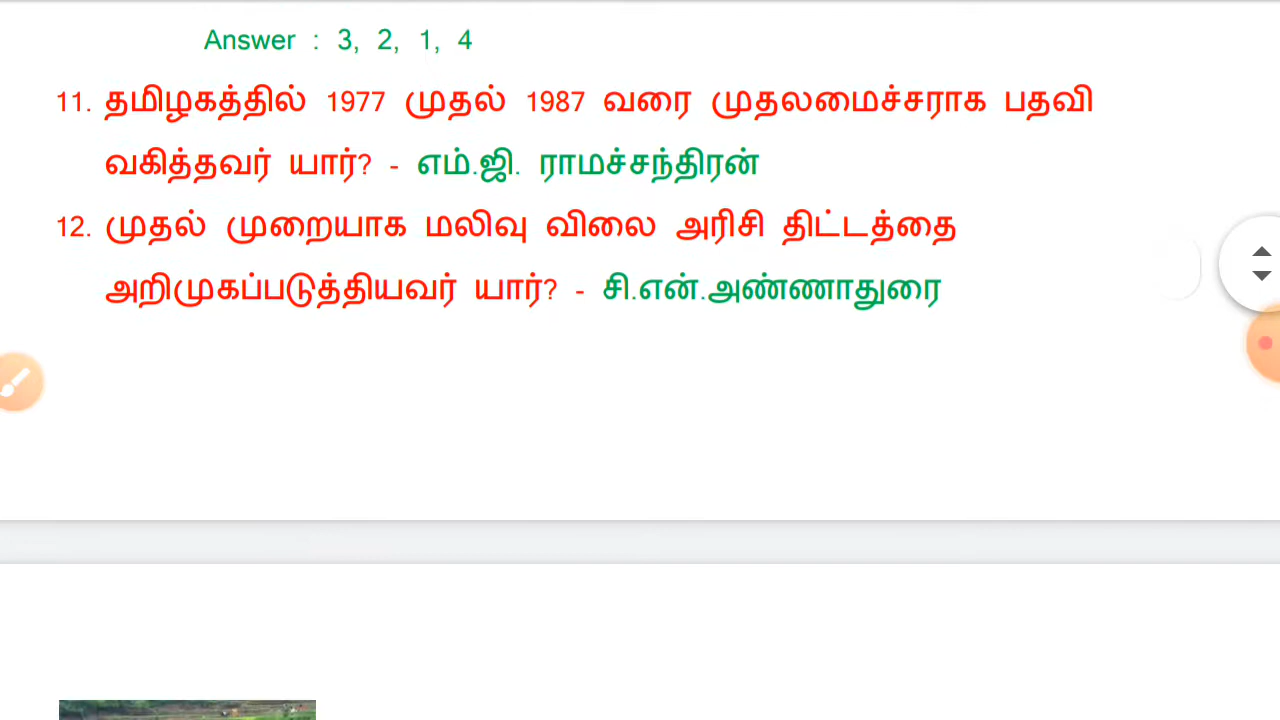 Answer : 3, 2, 1, 4
11. தமிழகத்தில் 1977 முதல் 1987 வரை முதலமைச்சராக பதவி
வகித்தவர் யார்? - எம்.ஜி. ராமச்சந்திரன்
12. முதல் முறையாக மலிவு விலை அரிசி திட்டத்தை
அறிமுகப்படுத்தியவர் யார்? - சி.என்.அண்ணாதுரை